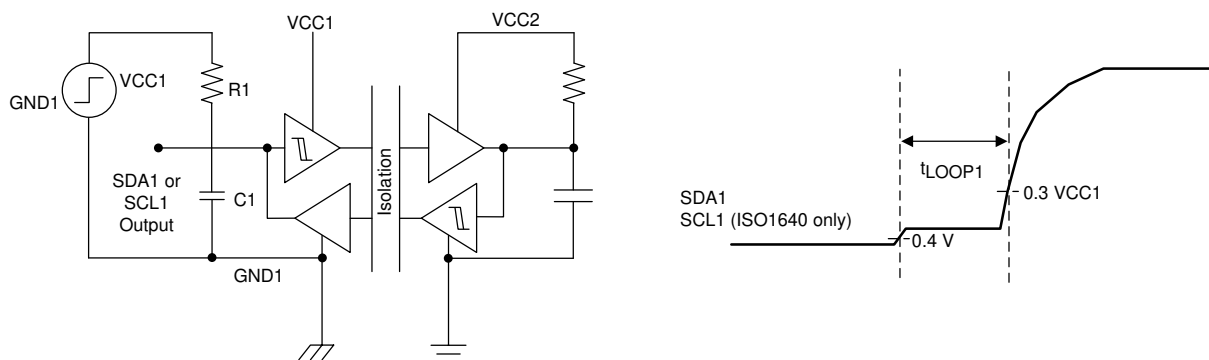 VCC1
VCC2
VCC1
GND1
R1
SDA1 or
SCL1
Output
C1
Isolation
GND1
tLOOP1
SDA1
SCL1 (ISO1640 only)
0.3 VCC1
0.4 V